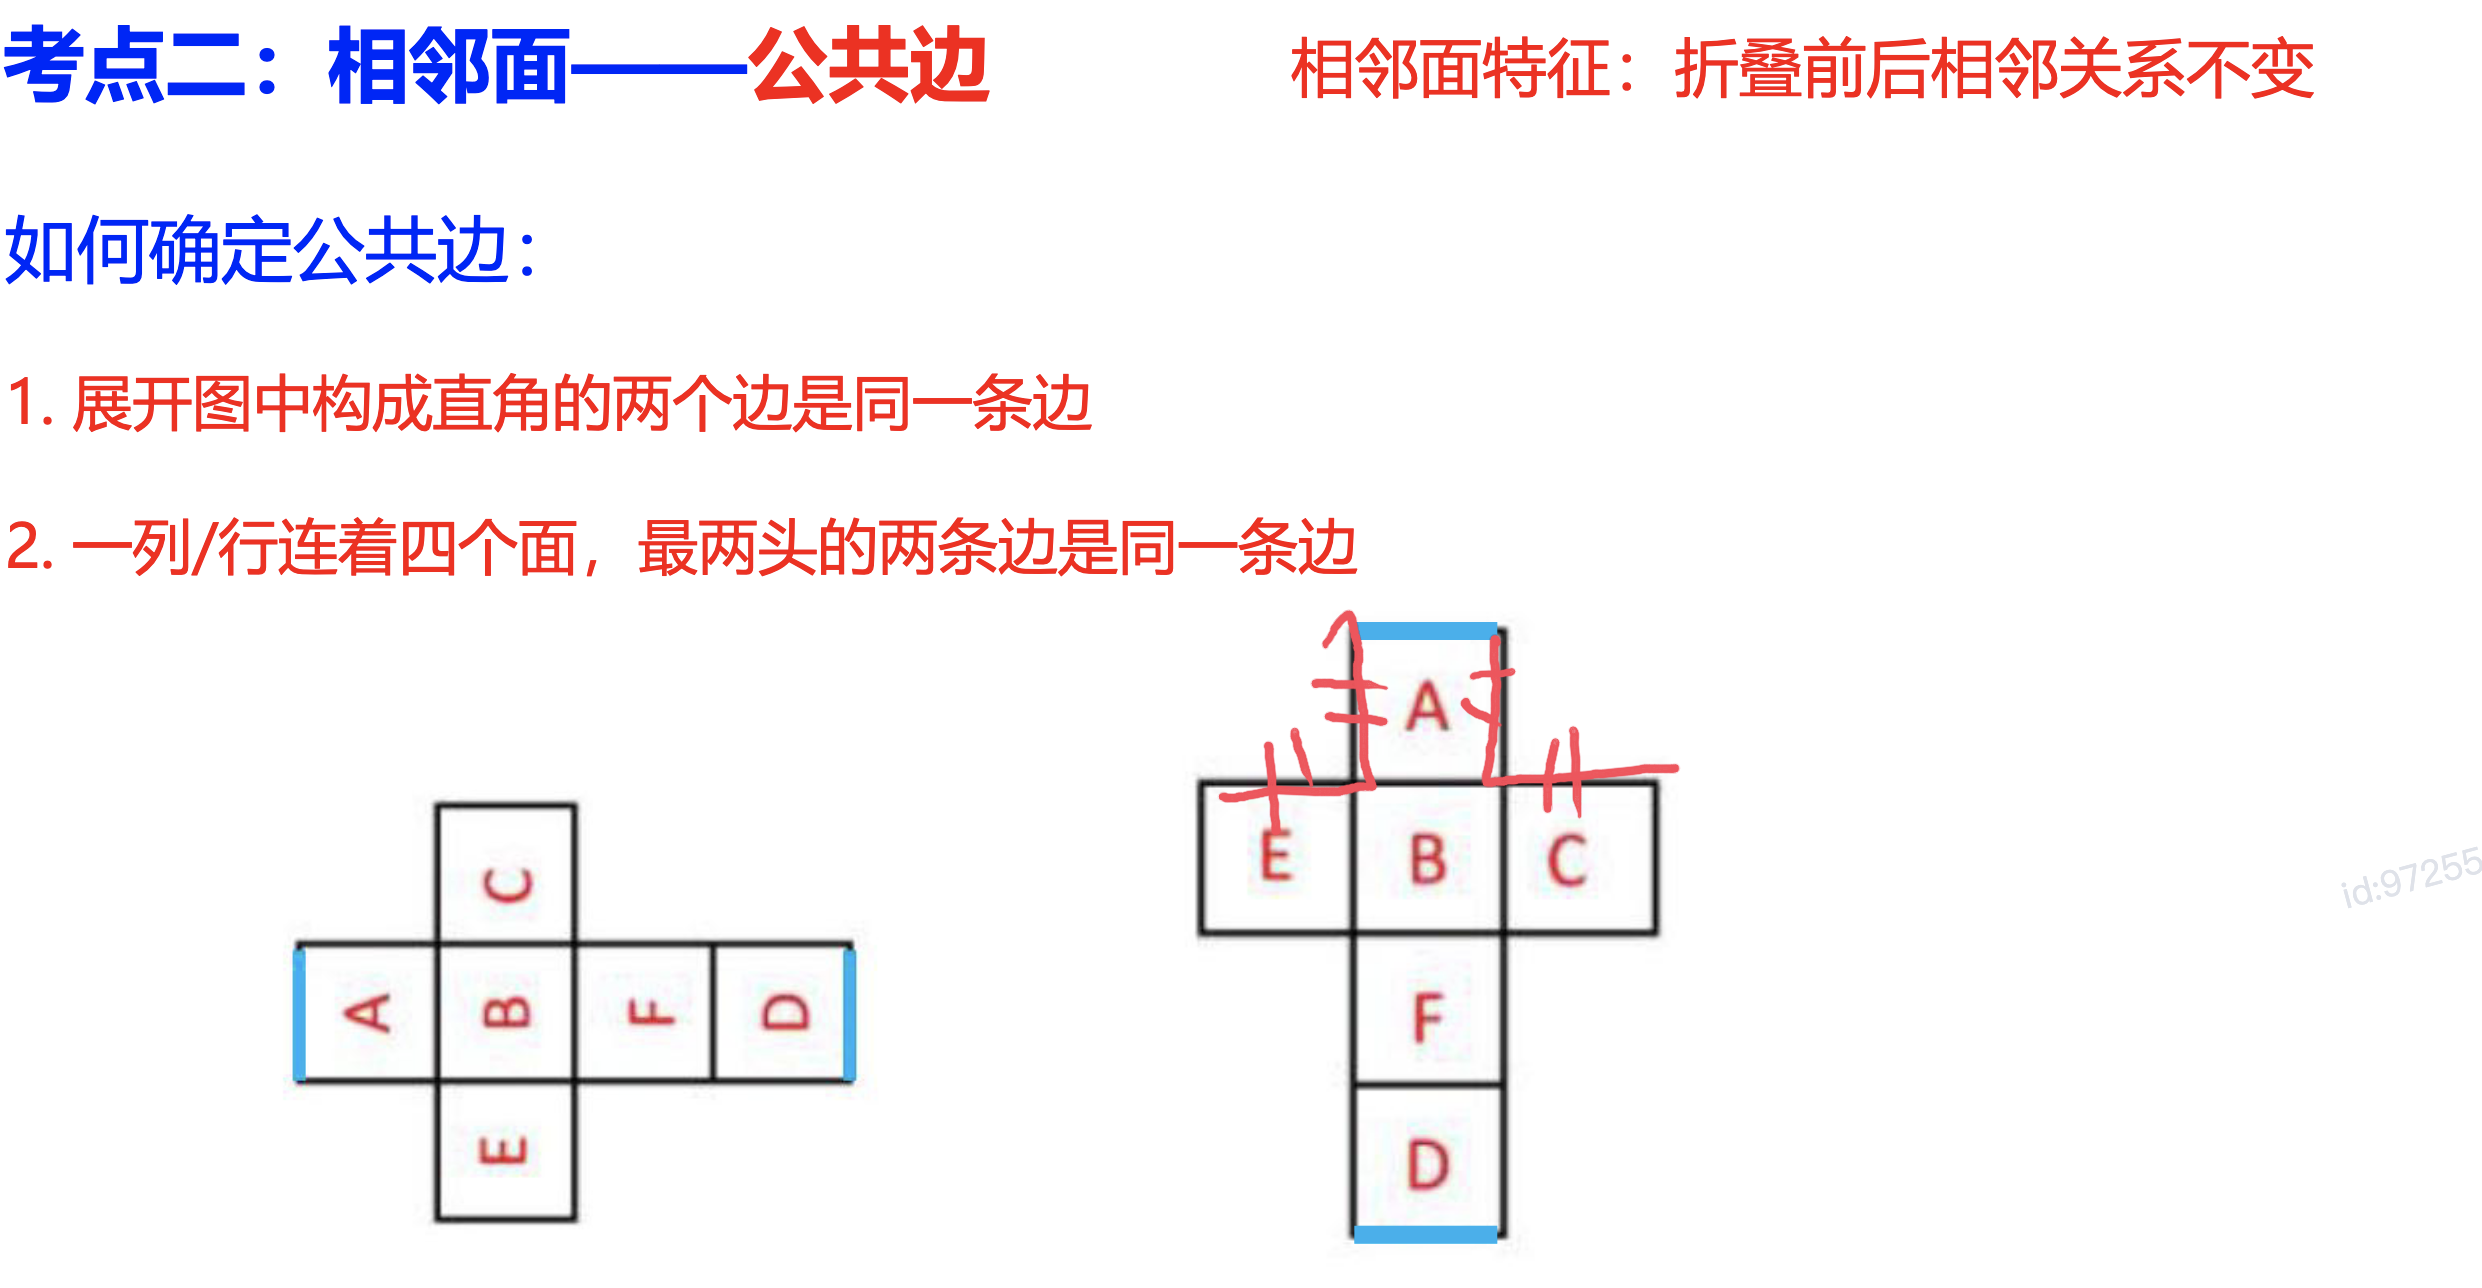 考点二：相邻面——公共边
相邻面特征：折叠前后相邻关系不变
如何确定公共边：
1. 展开图中构成直角的两个边是同一条边
2. 一列/行连着四个面，最两头的两条边是同一条边
C
A B F D
E
A
E B C
F
D
id:97255